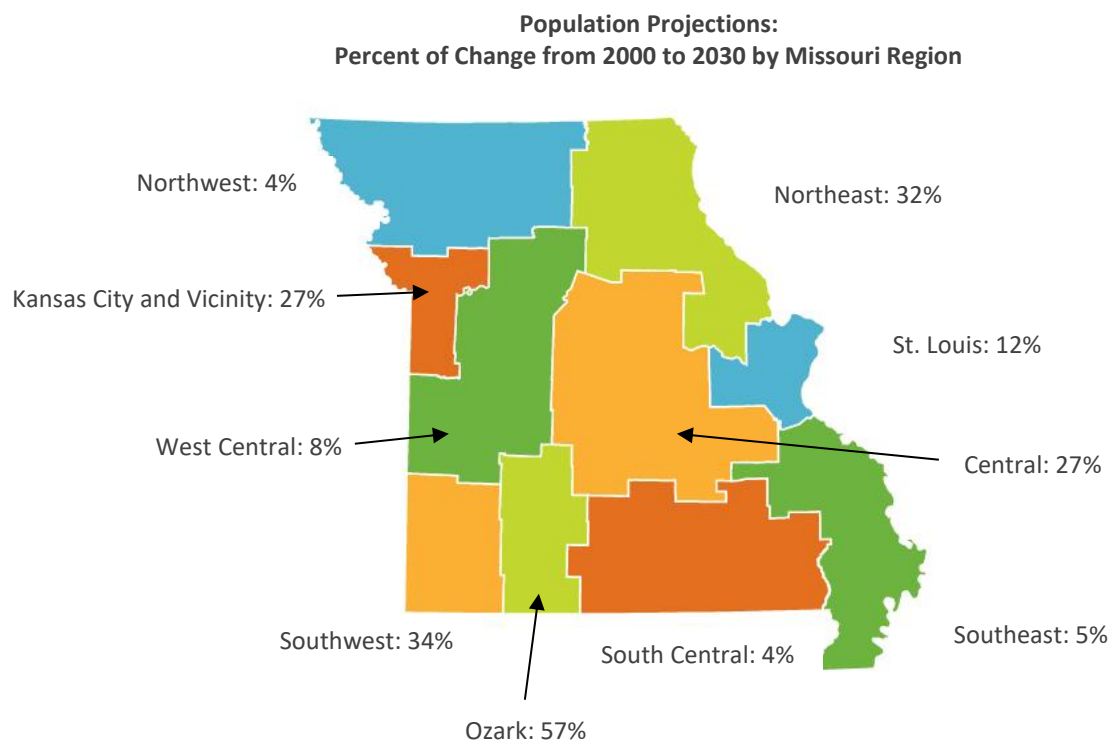 Population Projections:
Percent of Change from 2000 to 2030 by Missouri Region
Northwest: 4%
Northeast: 32%
Kansas City and Vicinity: 27%
St. Louis: 12%
West Central: 8%
Central: 27%
Southwest: 34%
South Central: 4%
Southeast: 5%
Ozark: 57%